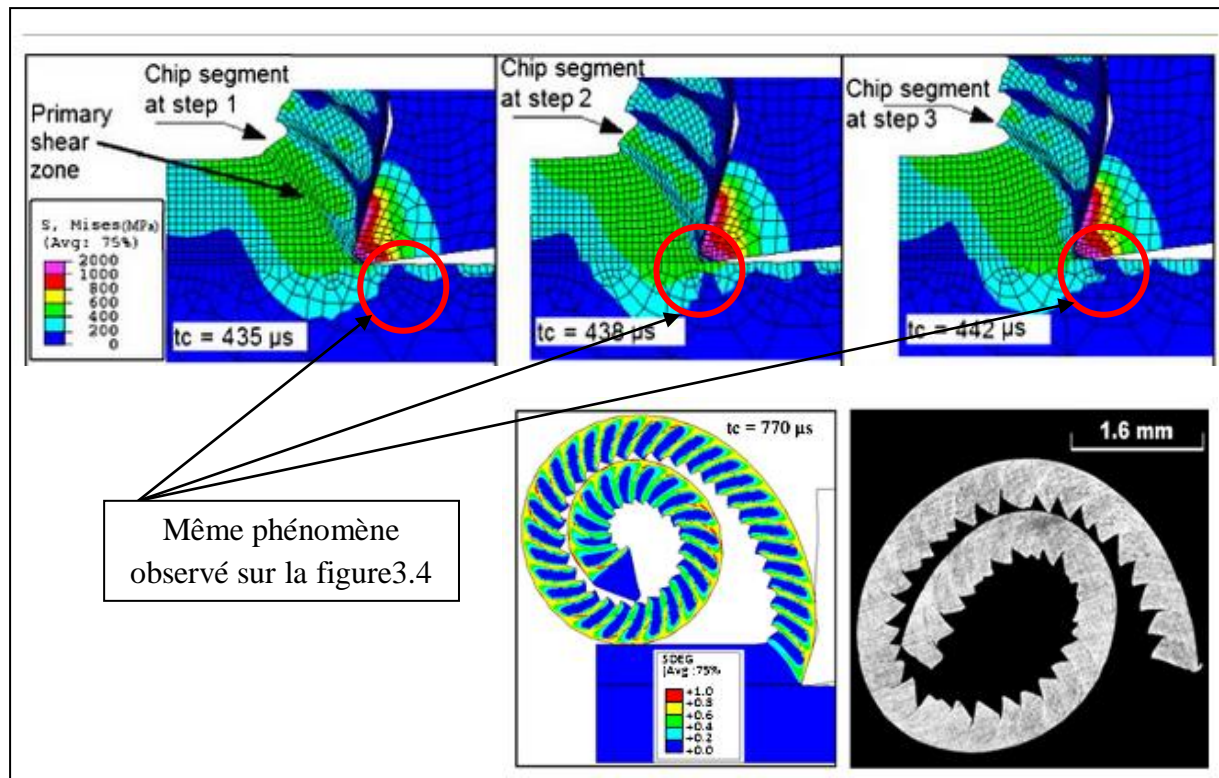 Chip segment
at step 1
Primary
shear
zone
S, Mises(MPa)
(Avg: 75%)
2000
1000
800
600
400
200
0
tc = 435 µs
Chip segment
at step 2
tc = 438 µs
Chip segment
at step 3
tc = 442 µs
Même phénomène
observé sur la figure3.4
tc = 770 µs
SDEG
(Avg :75%
+1.0
+0.8
+0.6
+0.4
+0.2
+0.0
1.6 mm